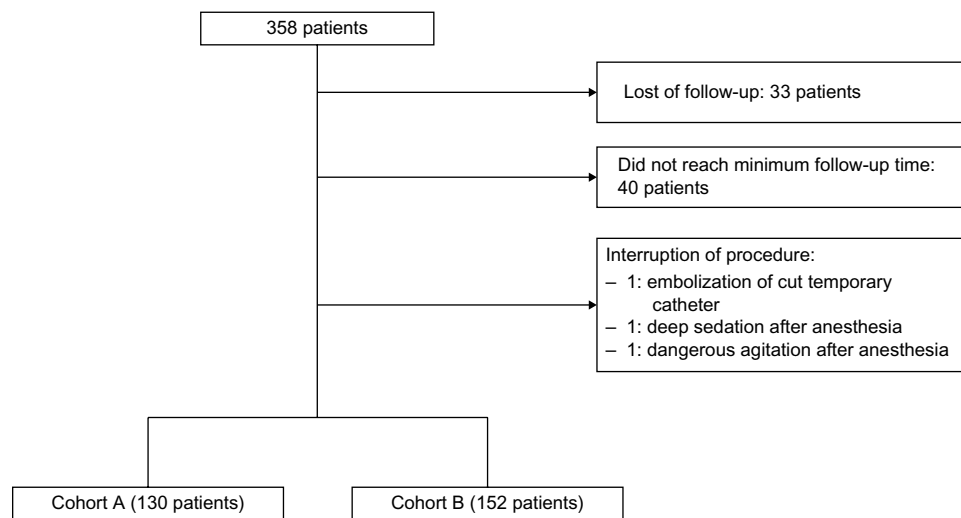 358 patients
Lost of follow-up: 33 patients
Did not reach minimum follow-up time:
40 patients
Interruption of procedure:
– 1: embolization of cut temporary
catheter
– 1: deep sedation after anesthesia
– 1: dangerous agitation after anesthesia
Cohort A (130 patients)
Cohort B (152 patients)